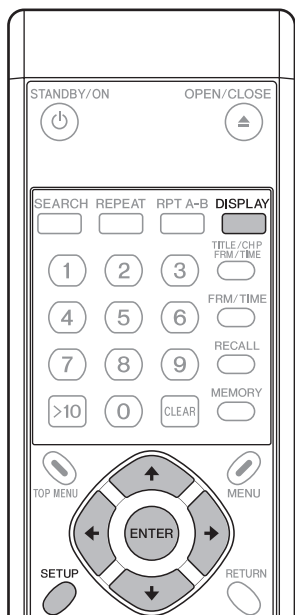 STANDBY/ON OPEN/CLOSE
SEARCH REPEAT RPT A-B DISPLAY
TITLE/CHP
FRM/TIME
1 2 3
FRM/TIME
4 5 6
RECALL
7 8 9
MEMORY
>10 0 CLEAR
TOP MENU MENU
ENTER
SETUP RETURN